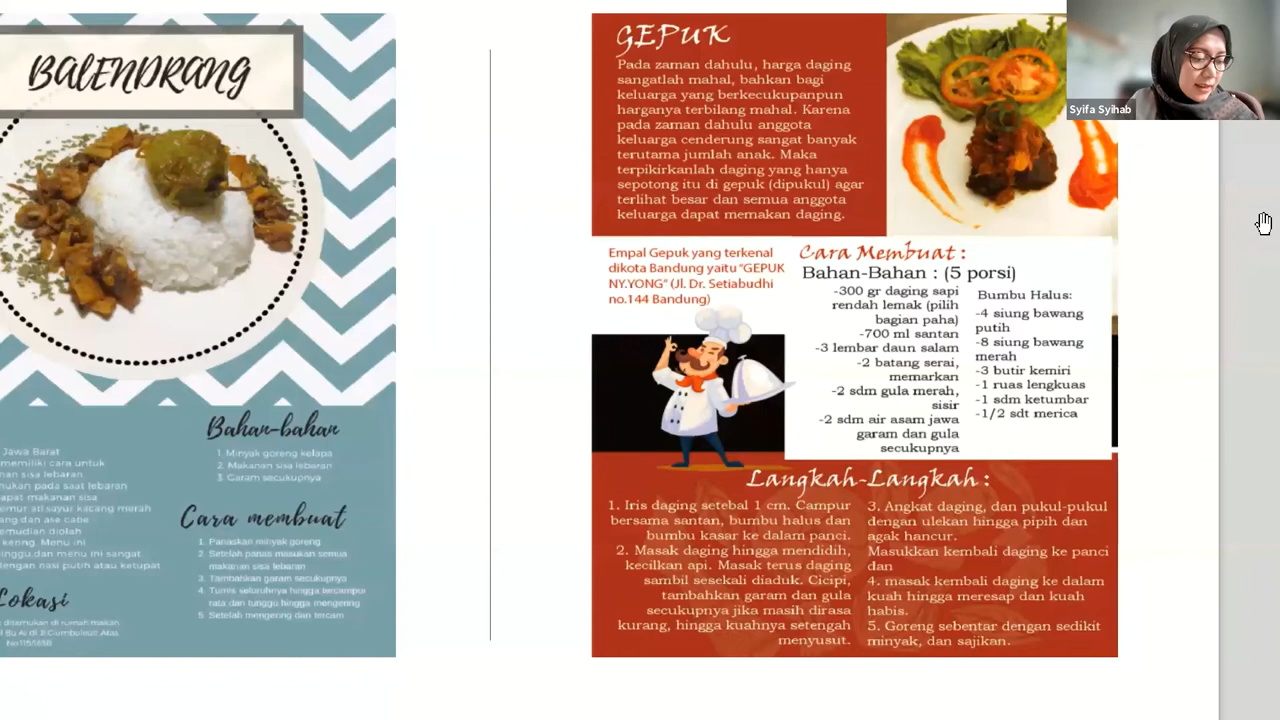 BALENDRANG
Jawa Barat
memiliki cara untuk
sisa lebaran
pada saat lebaran
makanan sisa
ati sayur kacang merah
dan ase cabe
kemudian diolah
Menu ini
dan menu ini sangat
dengan nasi putih atau ketupat
Lokasi
ditemukan di rumah makan
Bu Ai di Jl Ciumbuleuit Atas
Bahan-bahan
1. Minyak goreng kelapa
2. Makanan sisa lebaran
3. Garam secukupnya
Cara membuat
1. Panaskan minyak goreng
2. Setelah panas masukan semua
makanan sisa lebaran
3. Tambahkan garam secukupnya
4. Tumis seluruhnya hingga tercampur
rata dan tunggu hingga mengering
5. Setelah mengering dan tercam
GEPUK
Pada zaman dahulu, harga daging
sangatlah mahal, bahkan bagi
keluarga yang berkecukupanpun
harganya terbilang mahal. Karena
pada zaman dahulu anggota
keluarga cenderung sangat banyak
terutama jumlah anak. Maka
terpikirkanlah daging yang hanya
sepotong itu di gepuk (dipukul) agar
terlihat besar dan semua anggota
keluarga dapat memakan daging.
Empal Gepuk yang terkenal
dikota Bandung yaitu "GEPUK
NY.YONG" (Jl. Dr. Setiabudhi
no.144 Bandung)
Cara Membuat :
Bahan-Bahan : (5 porsi)
-300 gr daging sapi
rendah lemak (pilih
bagian paha)
-700 ml santan
-3 lembar daun salam
-2 batang serai,
memarkan
-2 sdm gula merah,
sisir
-2 sdm air asam jawa
garam dan gula
secukupnya
Bumbu Halus:
-4 siung bawang
putih
-8 siung bawang
merah
-3 butir kemiri
-1 ruas lengkuas
-1 sdm ketumbar
-1/2 sdt merica
Langkah-Langkah :
1. Iris daging setebal 1 cm. Campur
bersama santan, bumbu halus dan
bumbu kasar ke dalam panci.
2. Masak daging hingga mendidih,
kecilkan api. Masak terus daging
sambil sesekali diaduk. Cicipi,
tambahkan garam dan gula
secukupnya jika masih dirasa
kurang, hingga kuahnya setengah
menyusut.
3. Angkat daging, dan pukul-pukul
dengan ulekan hingga pipih dan
agak hancur.
Masukkan kembali daging ke panci
dan
4. masak kembali daging ke dalam
kuah hingga meresap dan kuah
habis.
5. Goreng sebentar dengan sedikit
minyak, dan sajikan.
Syifa Syihab